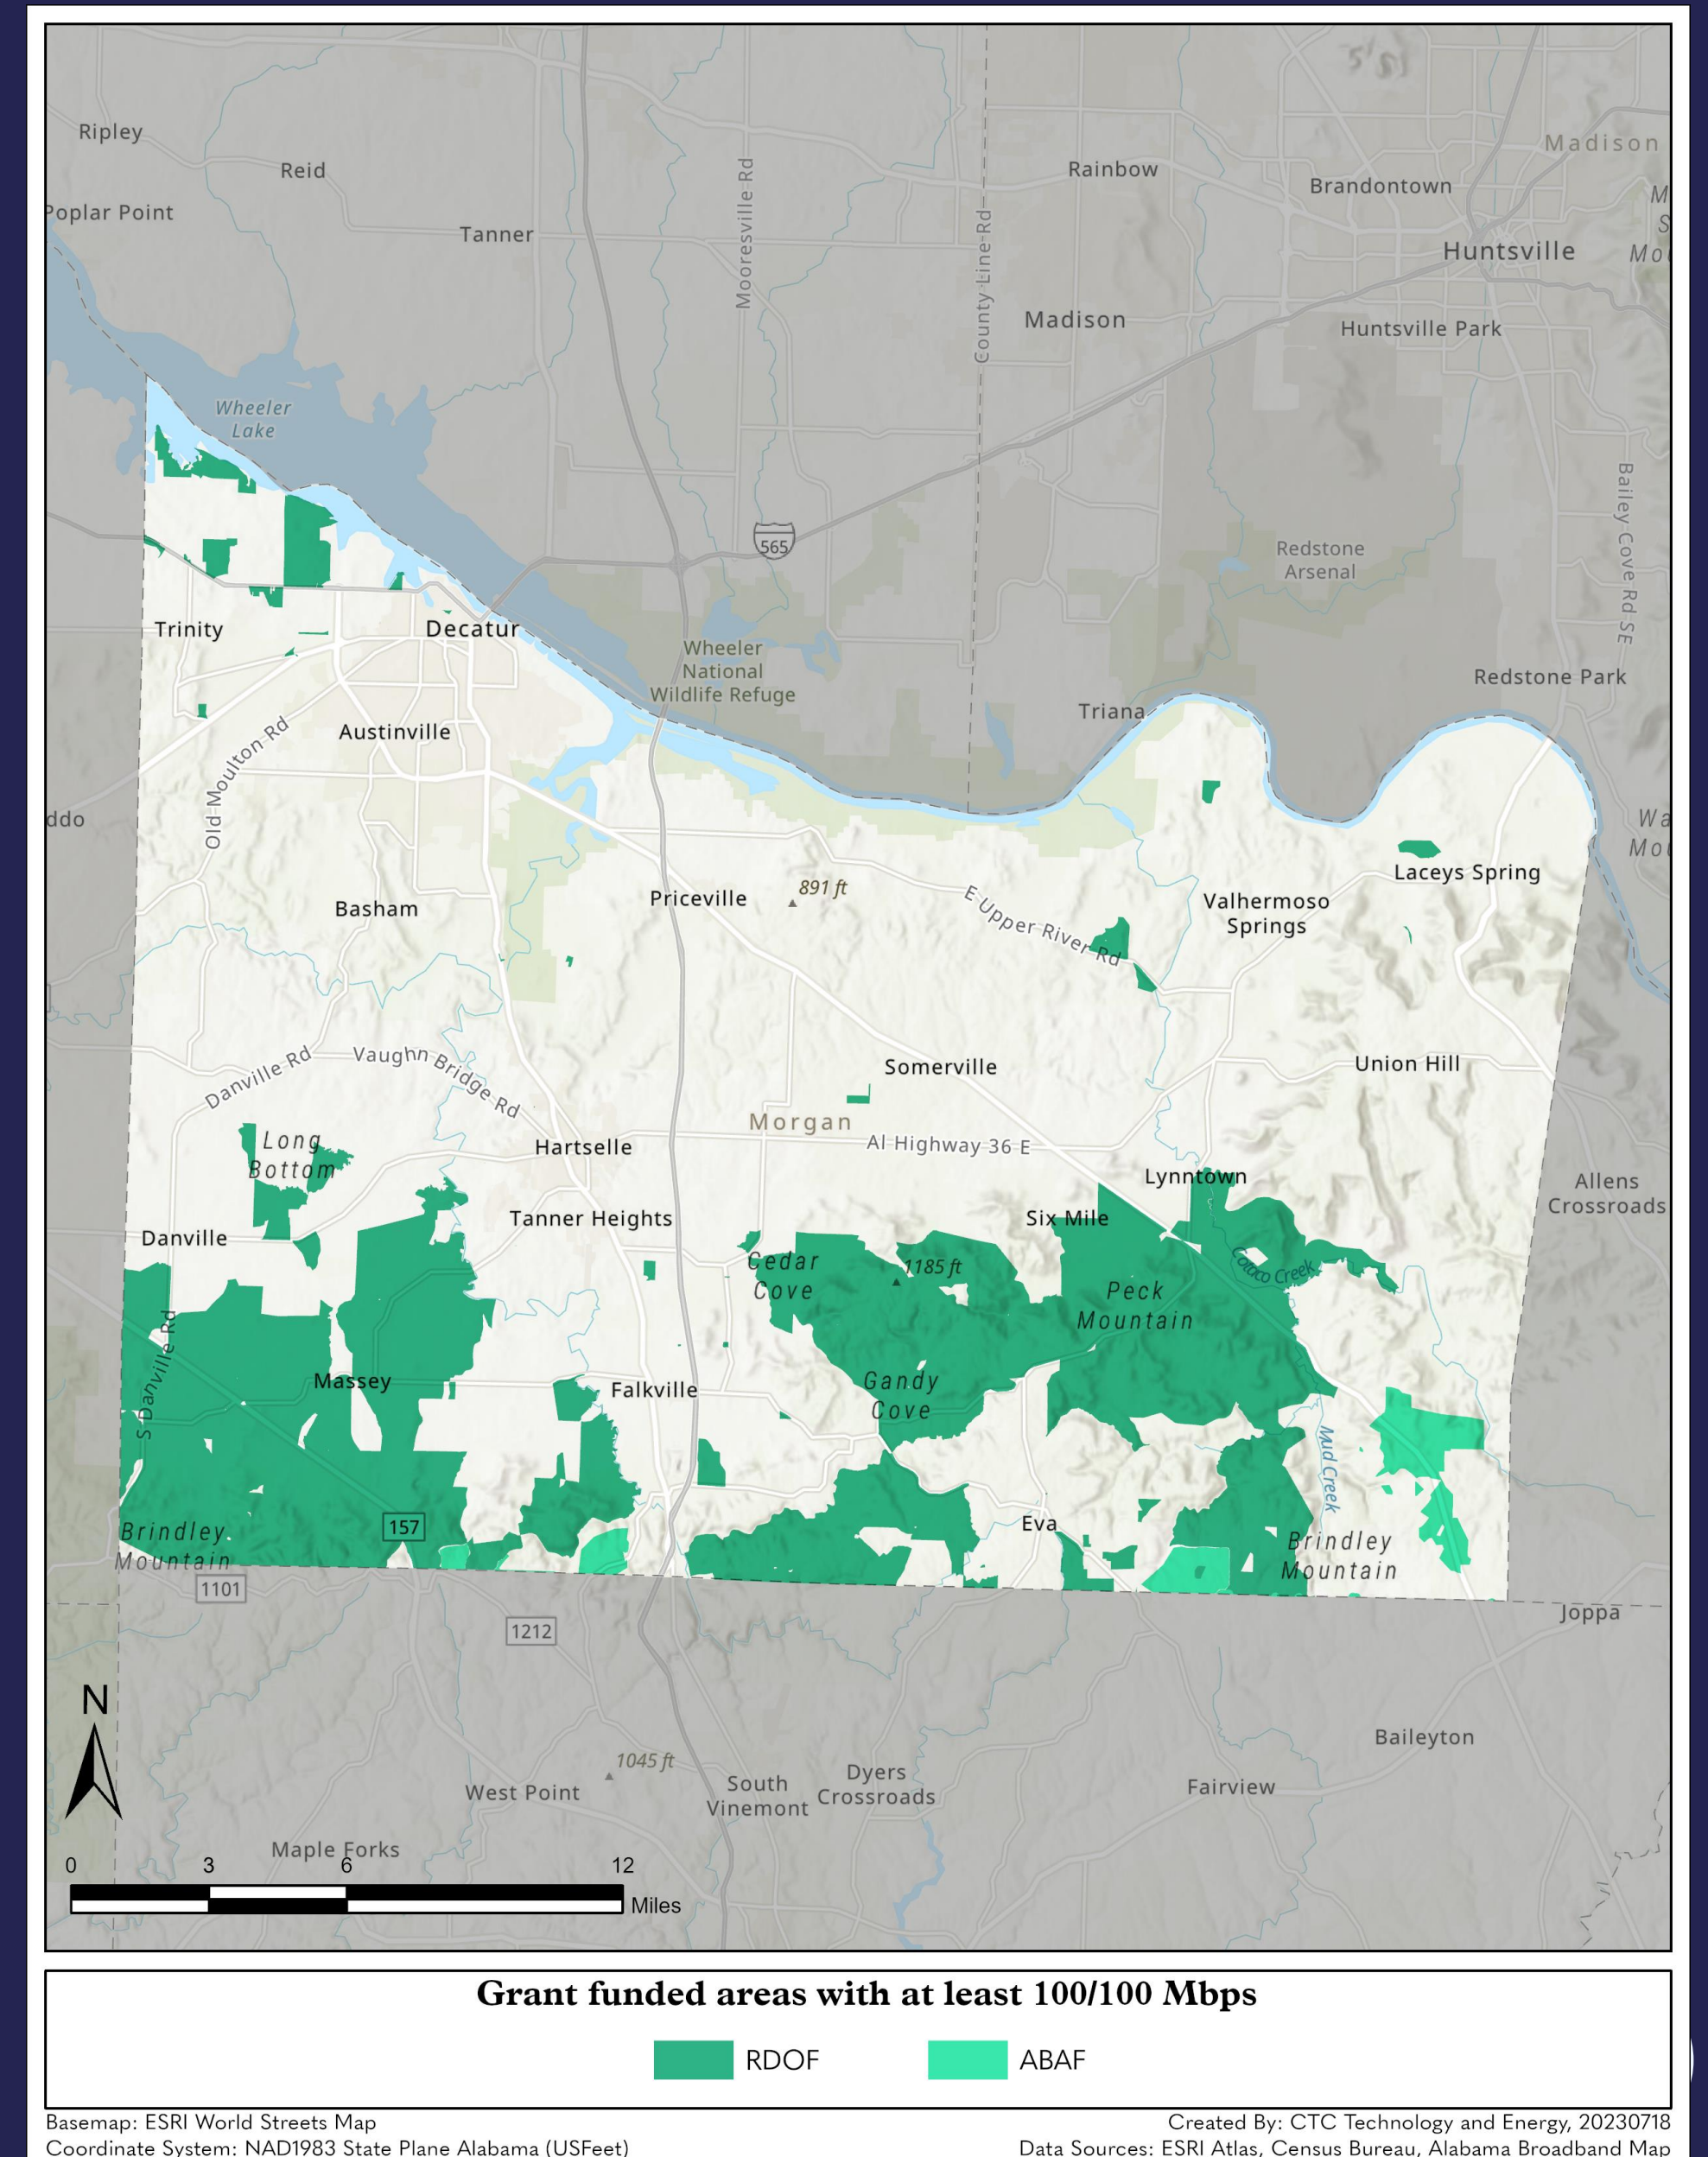 Ripley
Reid
Poplar Point
Tanner
Mooresville Rd
County Line Rd
Rainbow
Madison
Brandontown
Huntsville
Madison
Huntsville Park
Wheeler
Lake
565
Redstone
Arsenal
Bailey Cove Rd SE
Trinity
Decatur
Wheeler
National
Wildlife Refuge
Redstone Park
Triana
Austinville
Old Moulton Rd
ddo
Laceys Spring
Basham
Priceville
891 ft
E Upper River Rd
Valhermoso
Springs
Danville Rd
Vaughn Bridge Rd
Somerville
Union Hill
Morgan
Long
Bottom
Hartselle
Al Highway 36 E
Lynntown
Allens
Crossroads
Danville
Tanner Heights
Six Mile
Cedar
Cove
1185 ft
Cotaco Creek
Peck
Mountain
S Danville Rd
Massey
Falkville
Gandy
Cove
Mud Creek
Brindley
Mountain
157
Eva
Brindley
Mountain
1101
1212
Joppa
N
1045 ft
West Point
South
Vinemont
Dyers
Crossroads
Fairview
Baileyton
Maple Forks
0 3 6 12
Miles
Grant funded areas with at least 100/100 Mbps
RDOF ABAF
Basemap: ESRI World Streets Map
Coordinate System: NAD1983 State Plane Alabama (USFeet)
Created By: CTC Technology and Energy, 20230718
Data Sources: ESRI Atlas, Census Bureau, Alabama Broadband Map